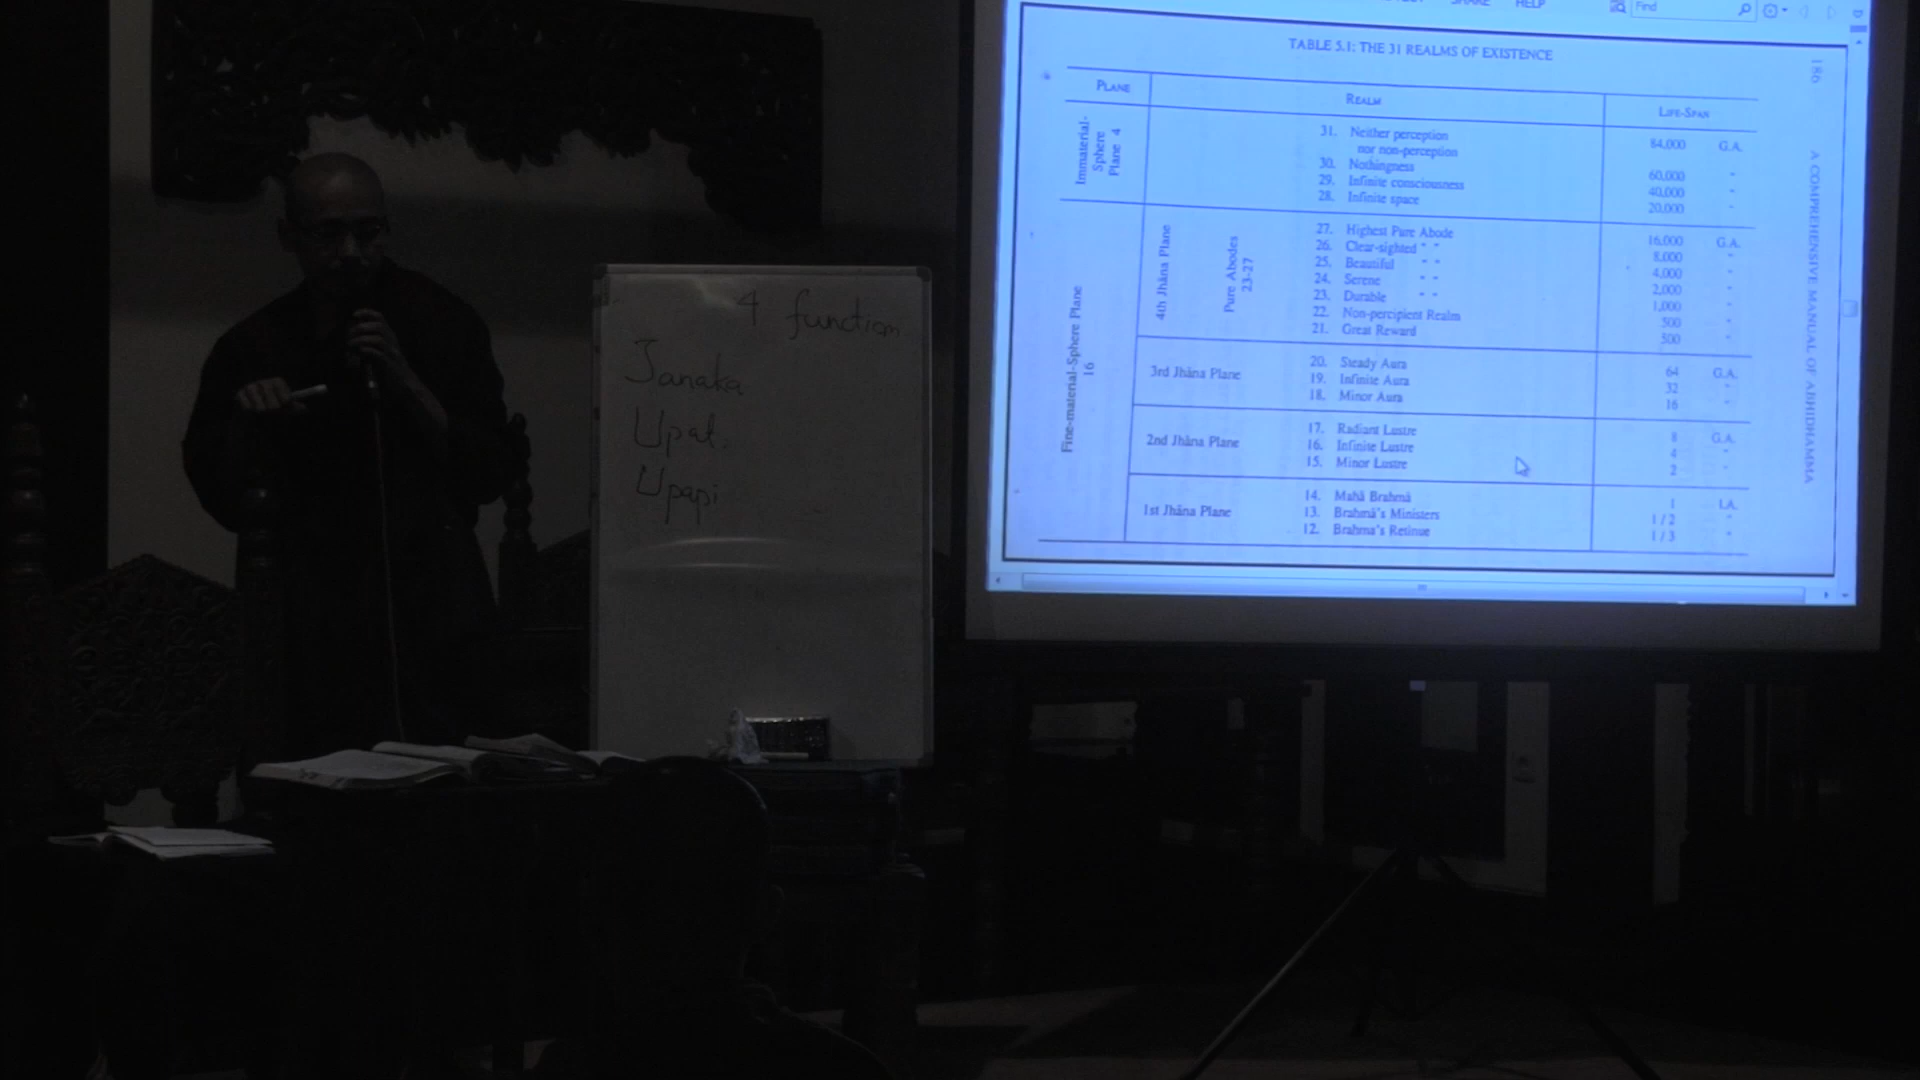 4 function
Janaka
Upat.
Upapi
SHARE HELP
Find
TABLE 5.1: THE 31 REALMS OF EXISTENCE
186
A COMPREHENSIVE MANUAL OF ABHIDHAMMA
PLANE REALM LIFE-SPAN
Immaterial-
Sphere
Plane 4
31. Neither perception 84,000 G.A.
nor non-perception
30. Nothingness 60,000 "
29. Infinite consciousness 40,000 "
28. Infinite space 20,000 "
Fine-material-Sphere Plane
16
4th Jhāna Plane
Pure Abodes
23-27
27. Highest Pure Abode 16,000 G.A.
26. Clear-sighted " " 8,000 "
25. Beautiful " " 4,000 "
24. Serene " " 2,000 "
23. Durable " " 1,000 "
22. Non-percipient Realm 500 "
21. Great Reward 500 "
3rd Jhāna Plane
20. Steady Aura 64 G.A.
19. Infinite Aura 32 "
18. Minor Aura 16 "
2nd Jhāna Plane
17. Radiant Lustre 8 G.A.
16. Infinite Lustre 4 "
15. Minor Lustre 2 "
1st Jhāna Plane
14. Mahā Brahmā 1 I.A.
13. Brahmā's Ministers 1/2 "
12. Brahma's Retinue 1/3 "